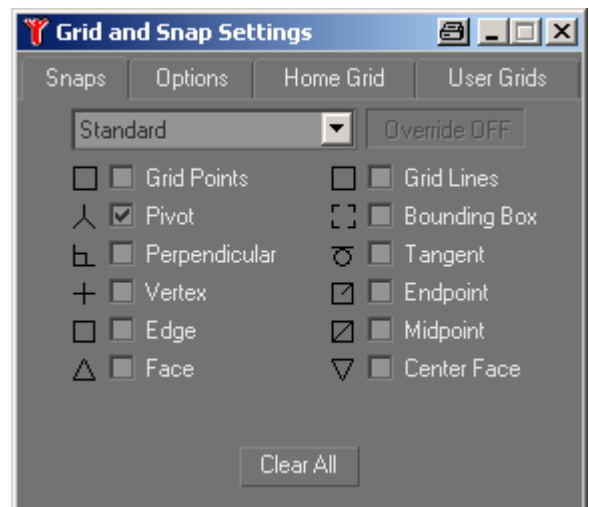 Grid and Snap Settings
Snaps Options Home Grid User Grids
Standard Override OFF
Grid Points Grid Lines
Pivot Bounding Box
Perpendicular Tangent
Vertex Endpoint
Edge Midpoint
Face Center Face
Clear All